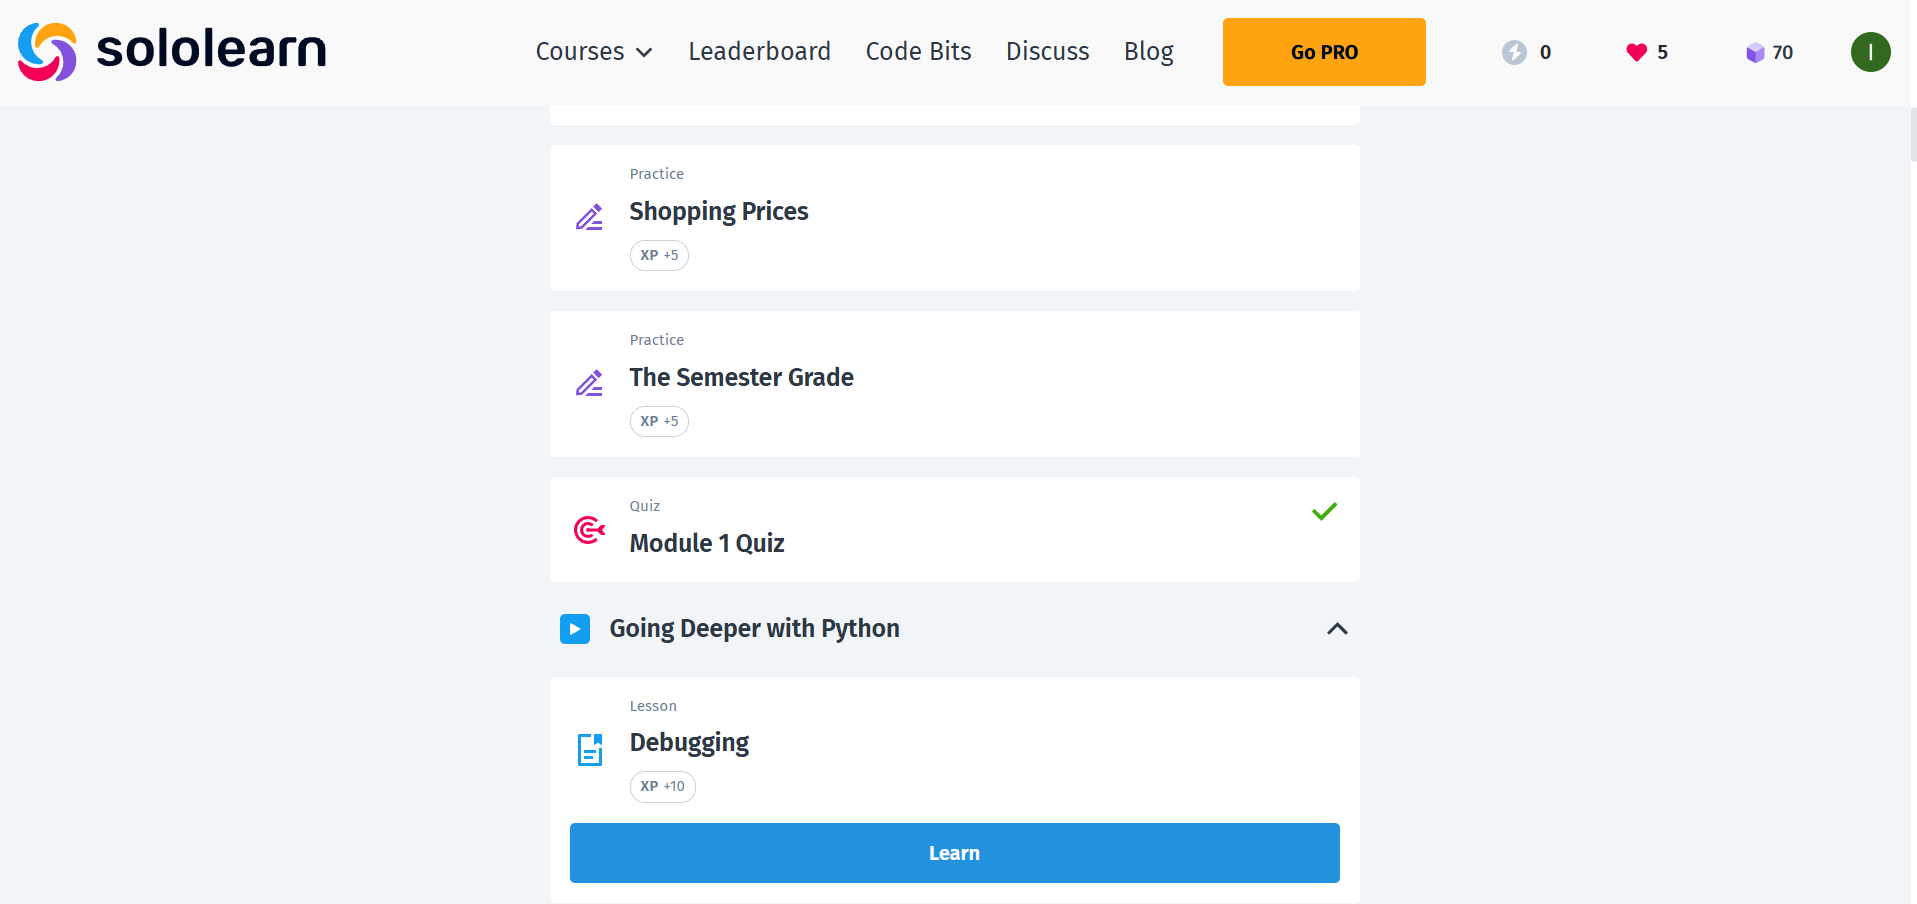 sololearn
Courses
Leaderboard
Code Bits
Discuss
Blog
Go PRO
0
5
70
I
Practice
Shopping Prices
XP +5
Practice
The Semester Grade
XP +5
Quiz
Module 1 Quiz
Going Deeper with Python
Lesson
Debugging
XP +10
Learn